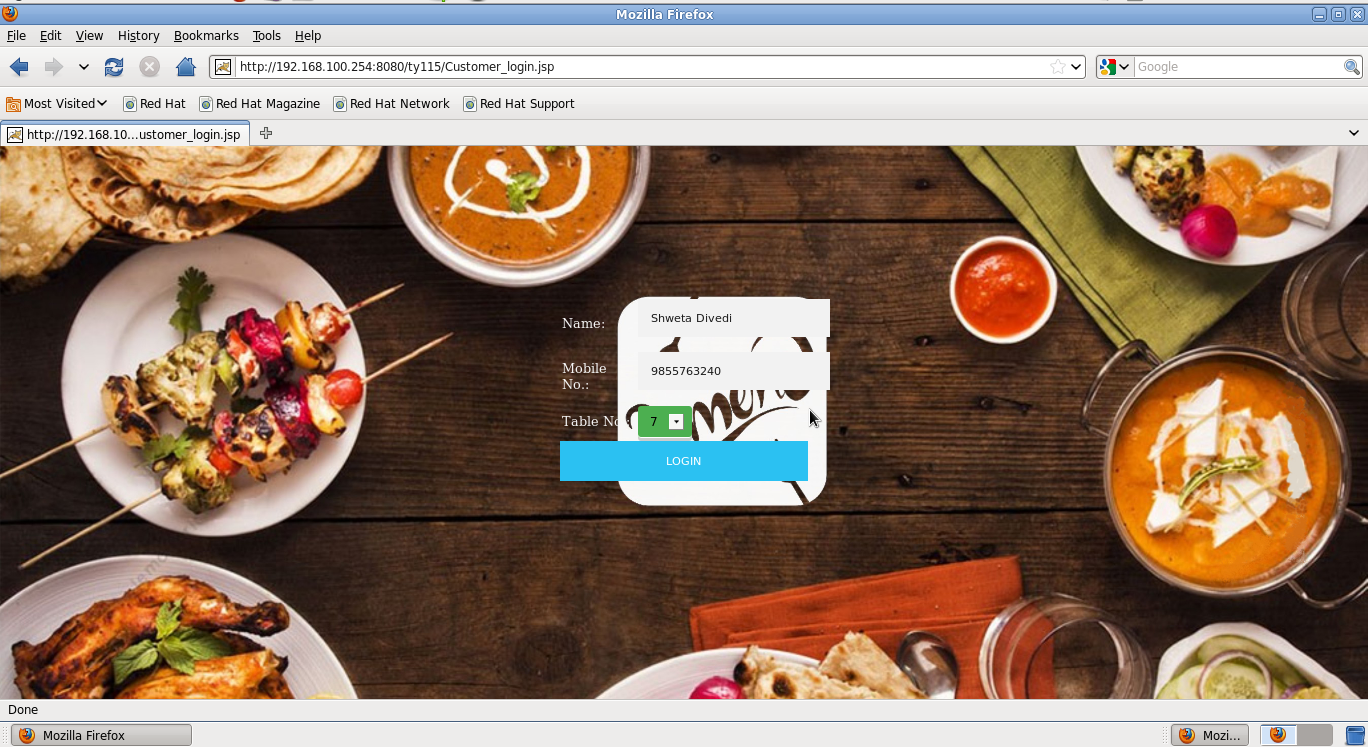 Mozilla Firefox
File Edit View History Bookmarks Tools Help
http://192.168.100.254:8080/ty115/Customer_login.jsp
Google
Most Visited Red Hat Red Hat Magazine Red Hat Network Red Hat Support
http://192.168.10...ustomer_login.jsp
Name: Shweta Divedi
Mobile
No.: 9855763240
menu
Table No 7
LOGIN
Done
Mozilla Firefox
Mozi...